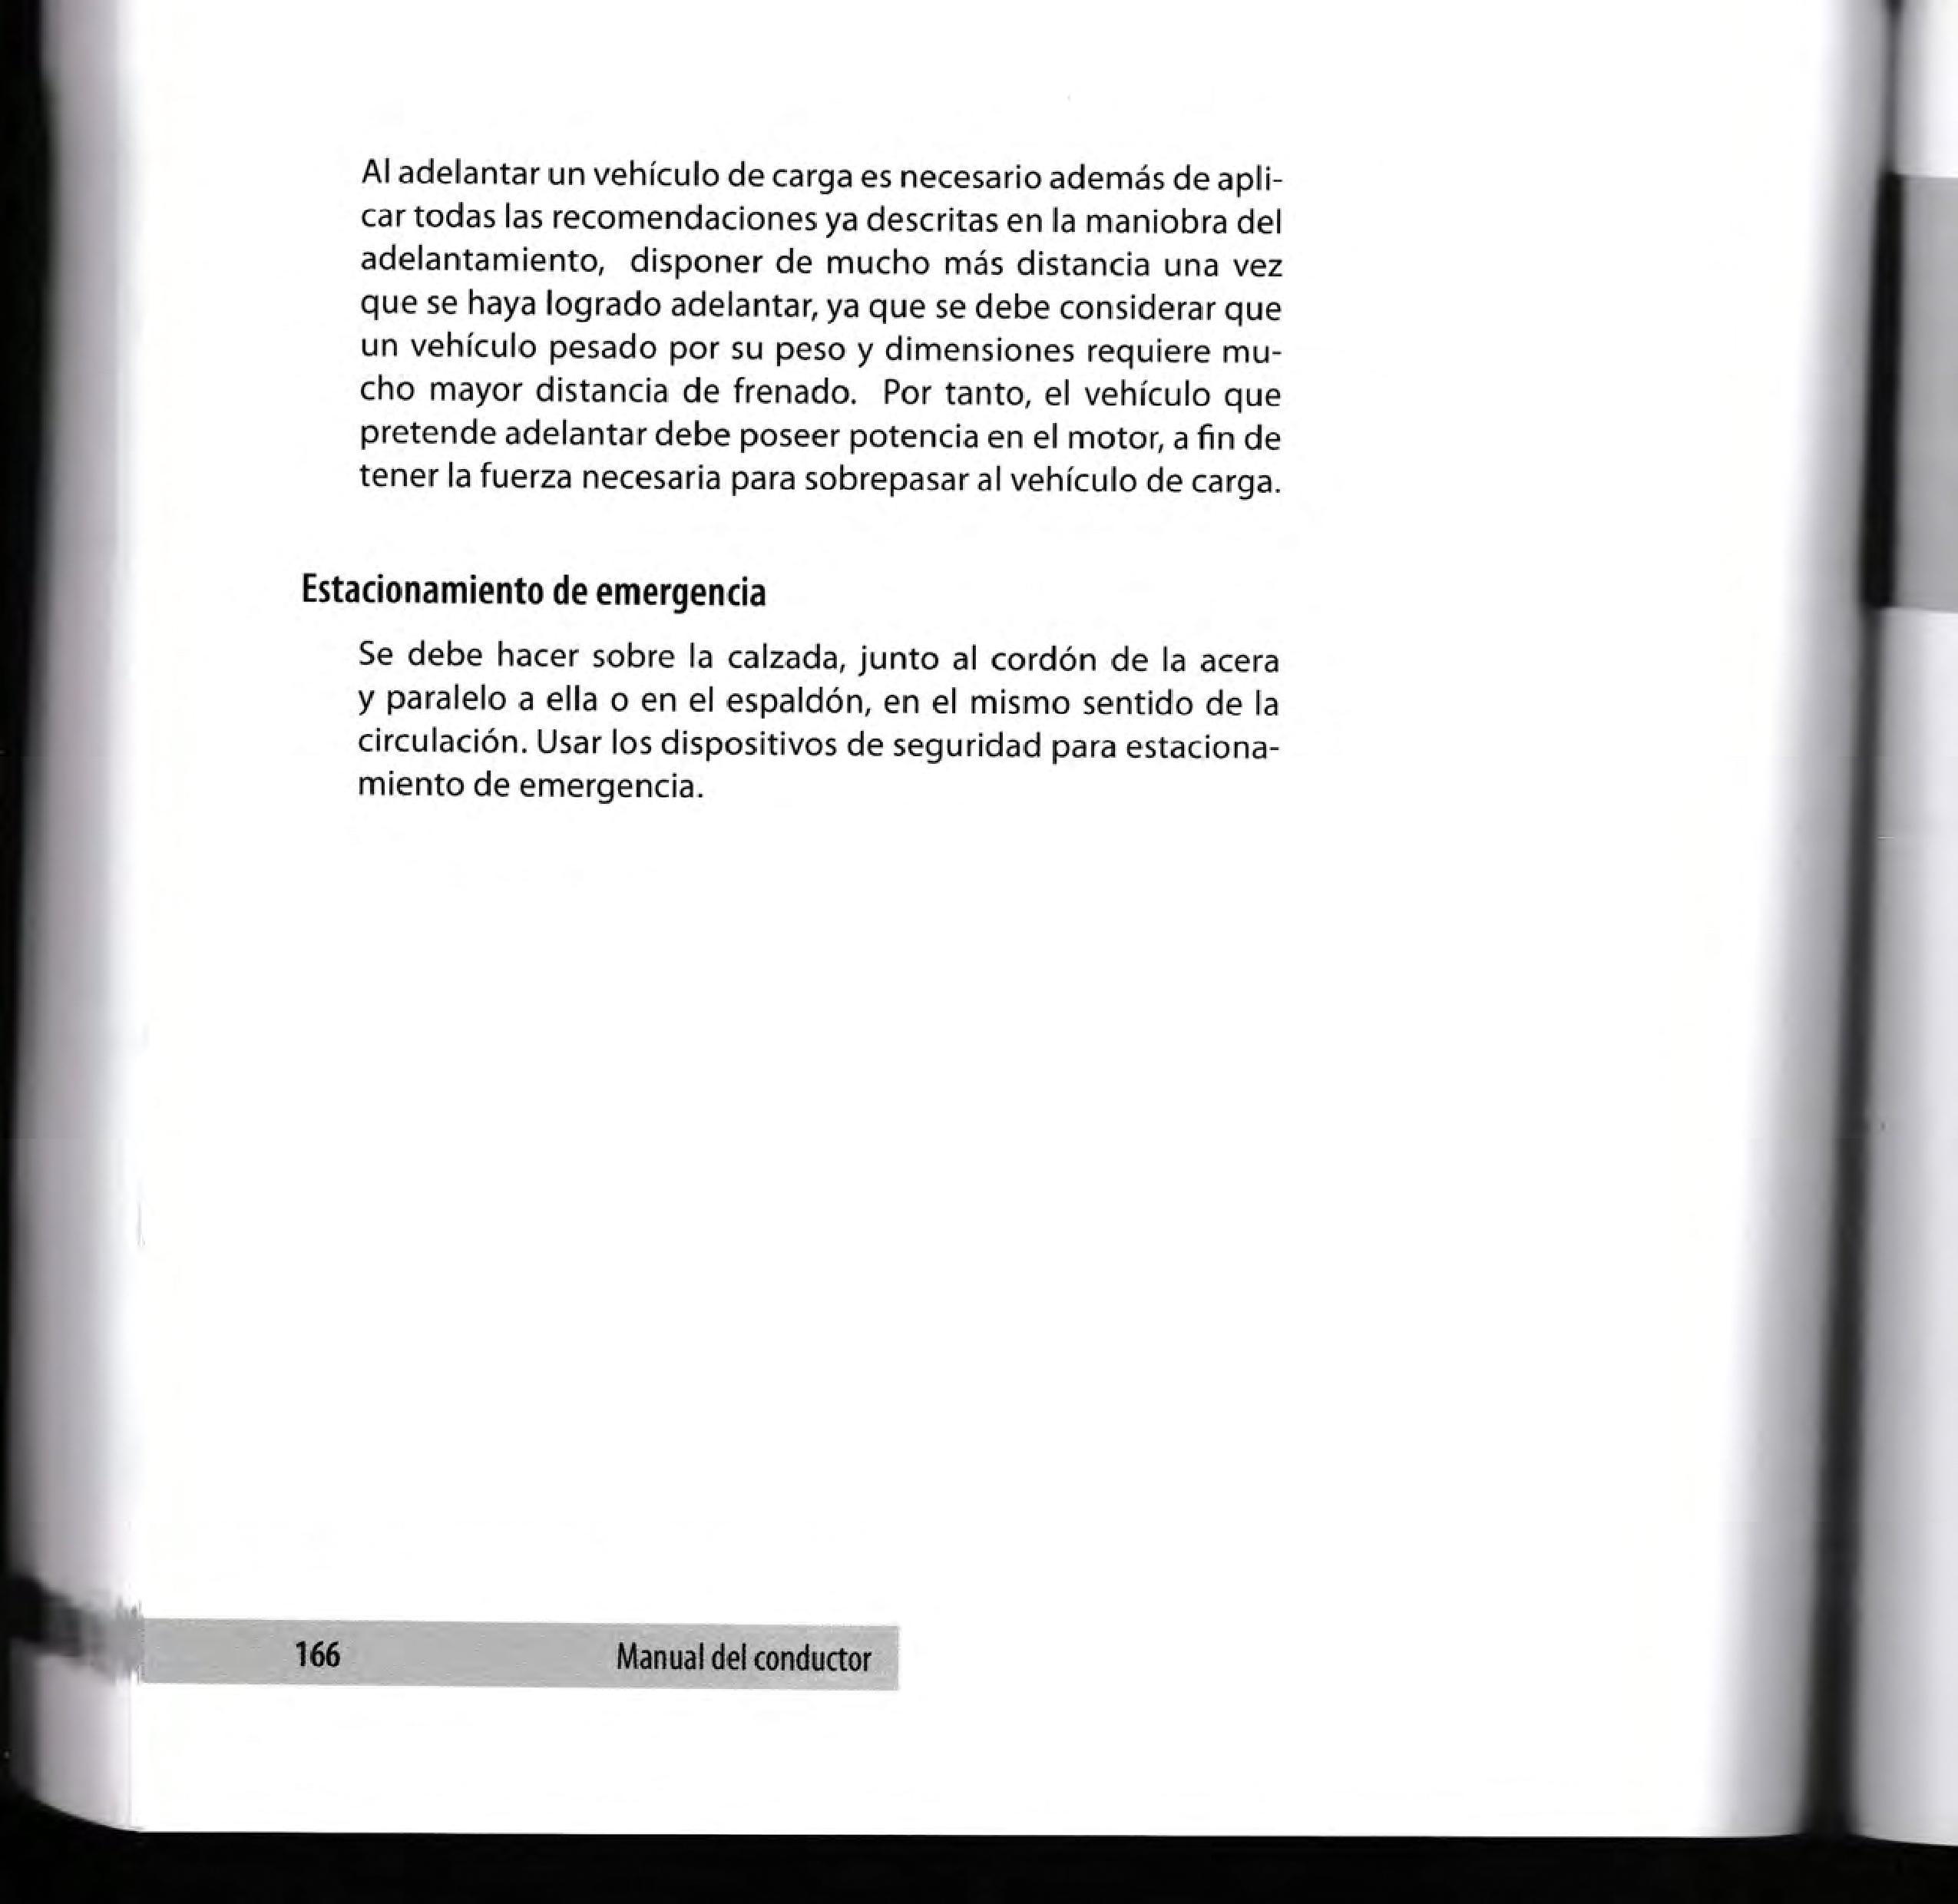 Al adelantar un vehículo de carga es necesario además de apli-
car todas las recomendaciones ya descritas en la maniobra del
adelantamiento, disponer de mucho más distancia una vez
que se haya logrado adelantar, ya que se debe considerar que
un vehículo pesado por su peso y dimensiones requiere mu-
cho mayor distancia de frenado. Por tanto, el vehículo que
pretende adelantar debe poseer potencia en el motor, a fin de
tener la fuerza necesaria para sobrepasar al vehículo de carga.
Estacionamiento de emergencia
Se debe hacer sobre la calzada, junto al cordón de la acera
y paralelo a ella o en el espaldón, en el mismo sentido de la
circulación. Usar los dispositivos de seguridad para estaciona-
miento de emergencia.
166 Manual del conductor